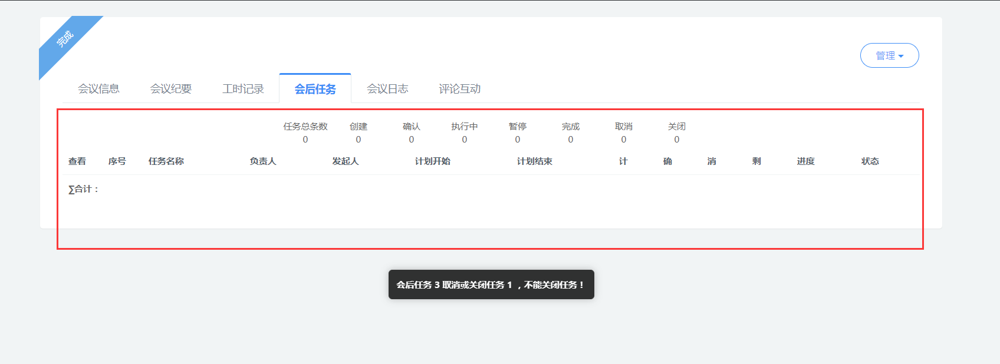 完成
管理
会议信息 会议纪要 工时记录 会后任务 会议日志 评论互动
任务总条数 创建 确认 执行中 暂停 完成 取消 关闭
0 0 0 0 0 0 0 0
查看 序号 任务名称 负责人 发起人 计划开始 计划结束 计 确 消 剩 进度 状态
∑合计：
会后任务 3 取消或关闭任务 1 ，不能关闭任务！